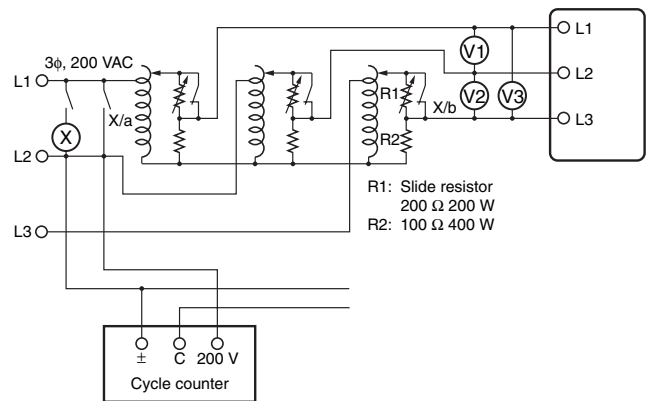 3ϕ, 200 VAC
L1
L2
L3
X
X/a
R1
R2
X/b
V1
V2
V3
L1
L2
L3
R1: Slide resistor
200 Ω 200 W
R2: 100 Ω 400 W
± C 200 V
Cycle counter